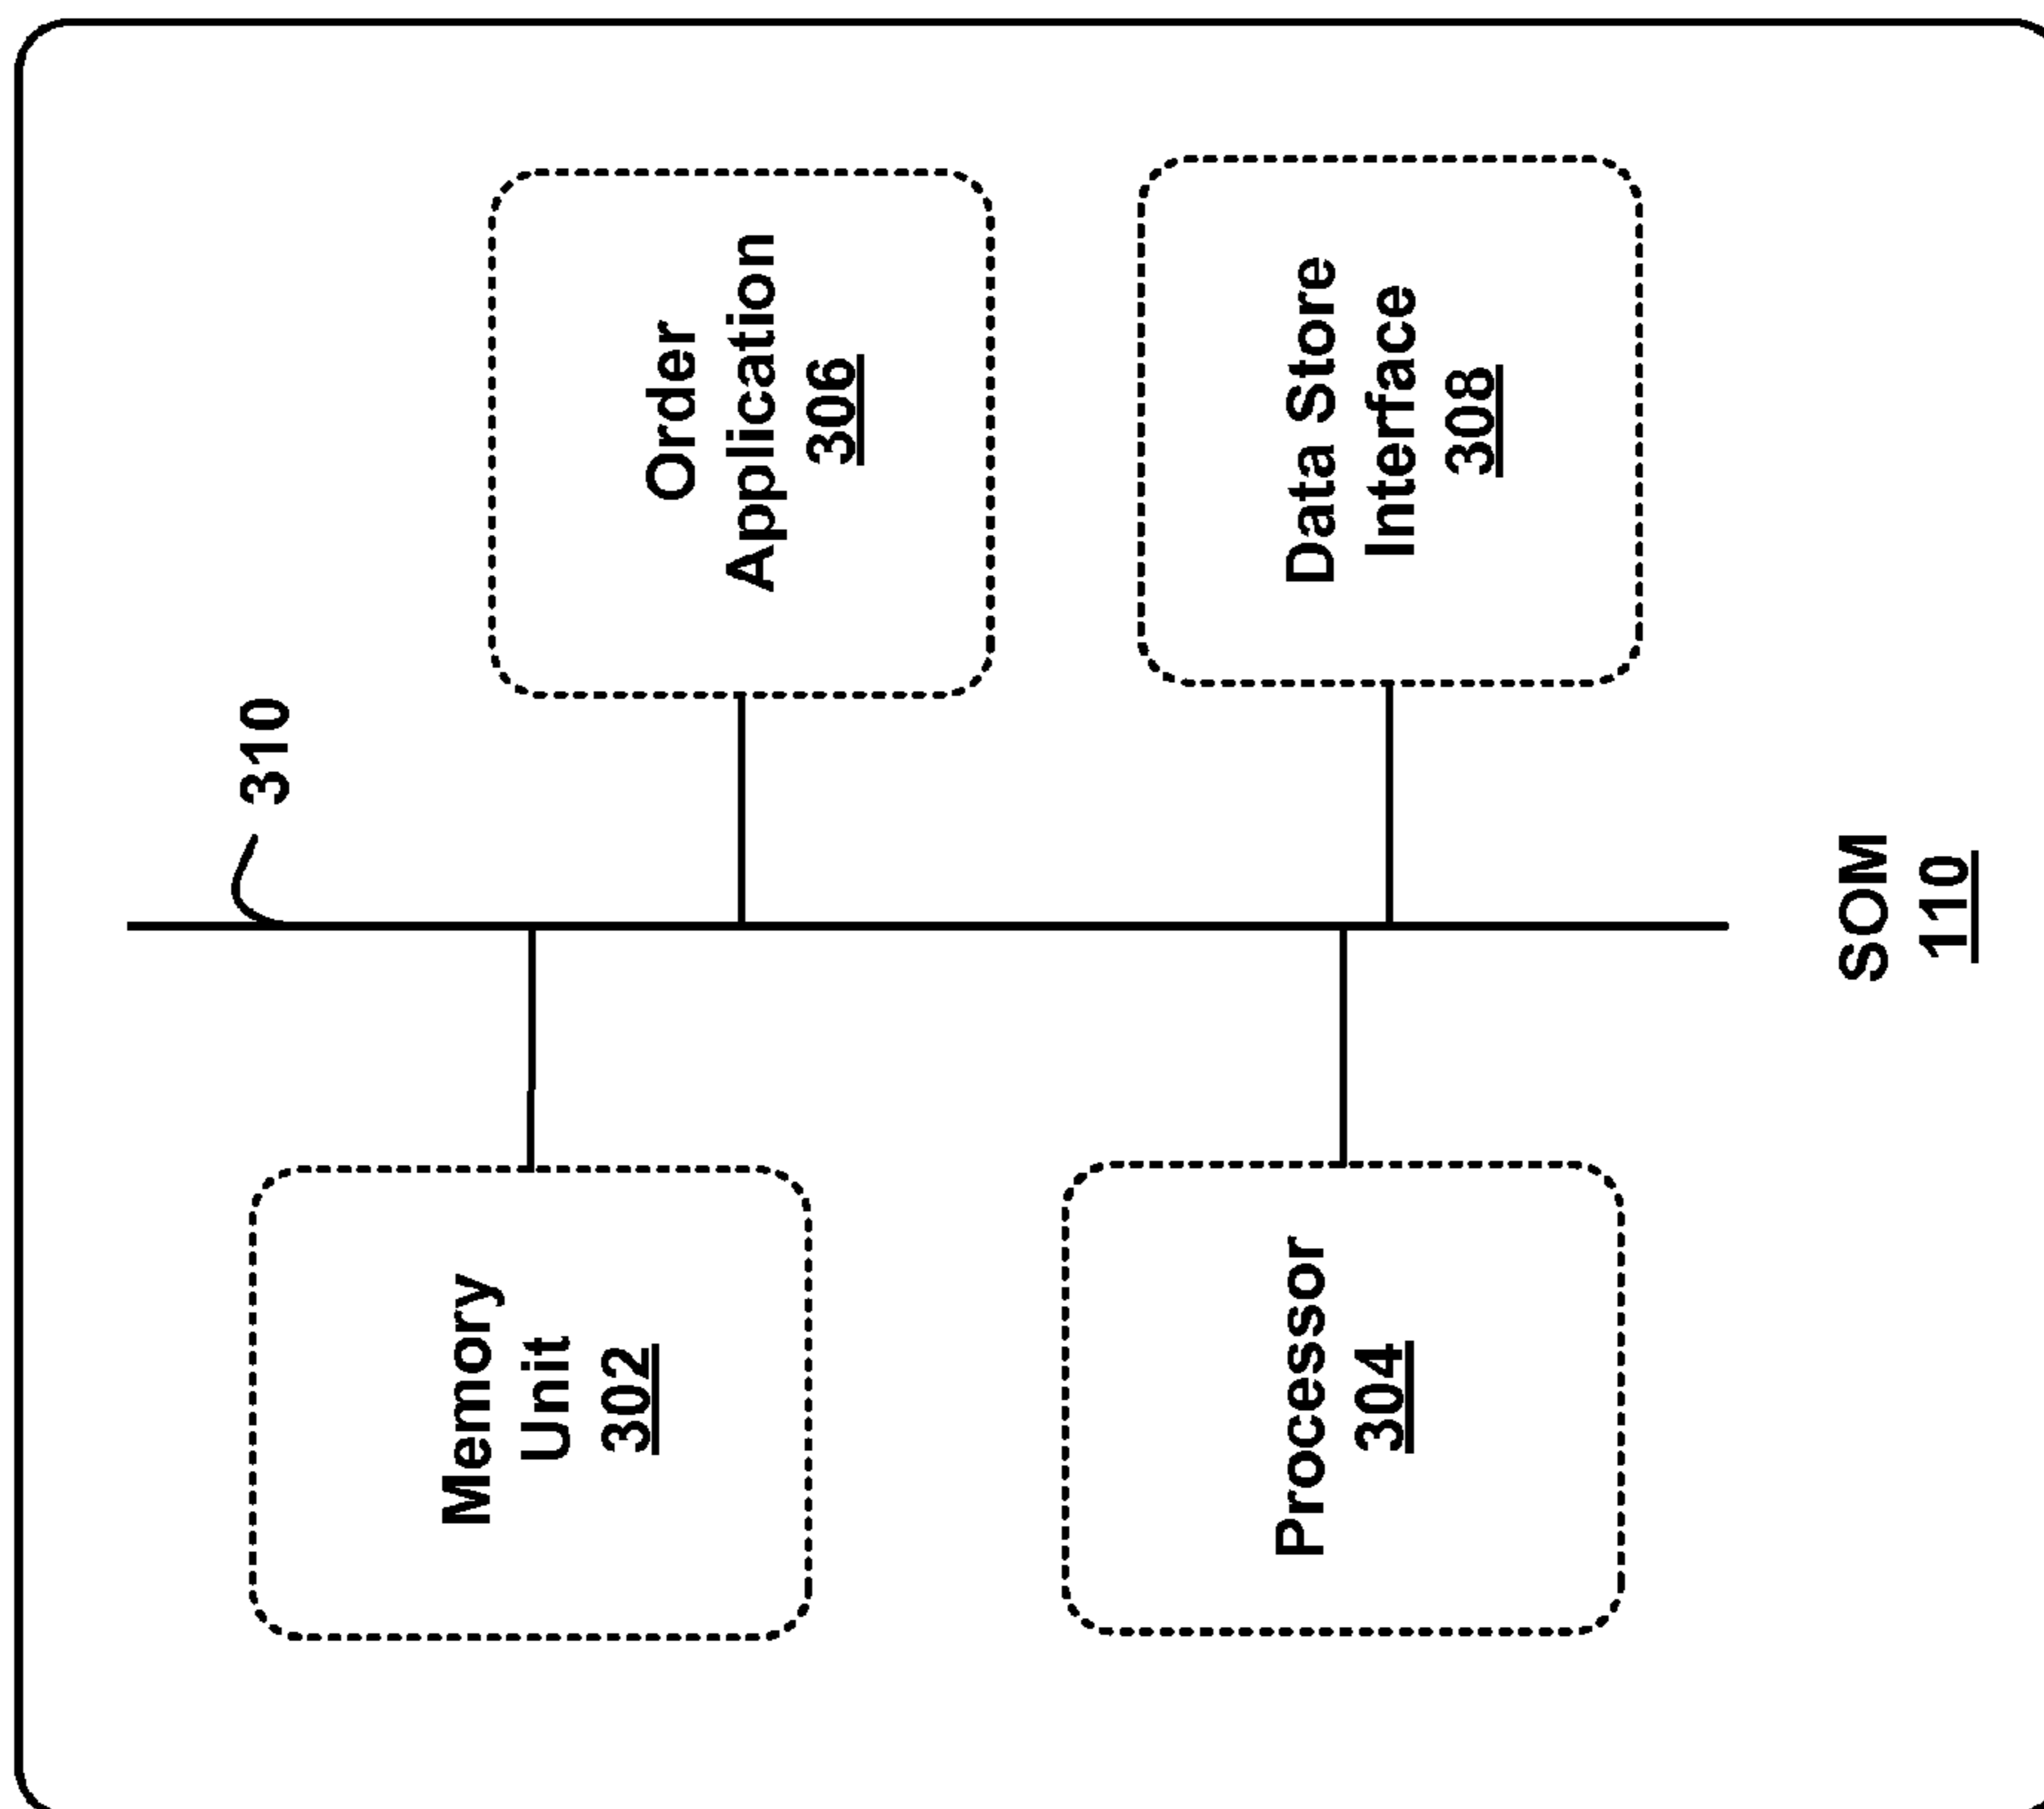 310
Memory
Unit
302
Order
Application
306
Processor
304
Data Store
Interface
308
SOM
110